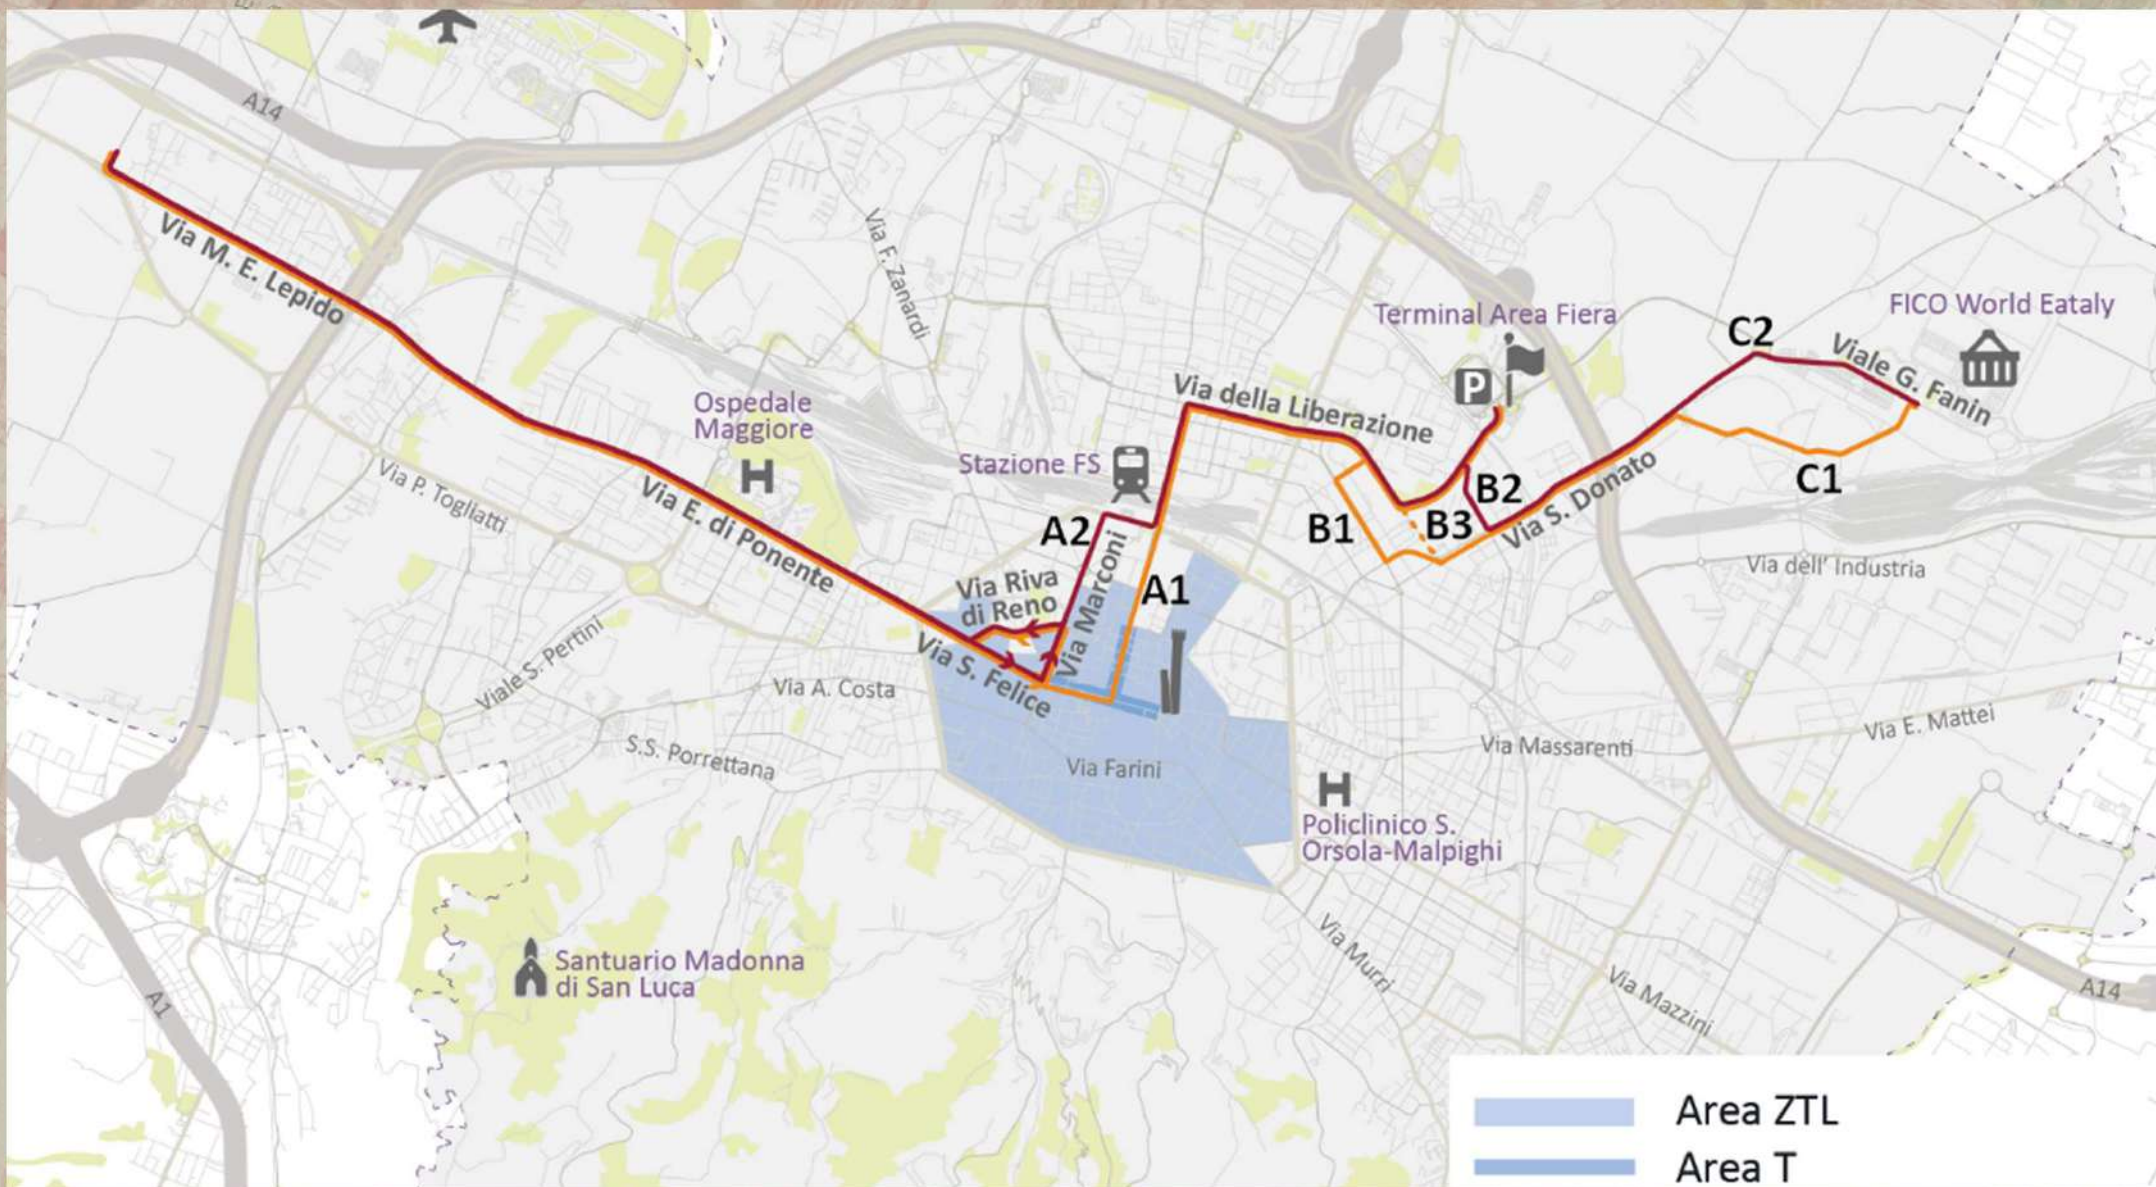 A14
Via M. E. Lepido
Via F. Zanardi
Terminal Area Fiera
FICO World Eataly
C2
Viale G. Fanin
P
Via della Liberazione
Ospedale
Maggiore
H
Stazione FS
Via P. Togliatti
Via E. di Ponente
A2
B1
B2
B3
Via S. Donato
C1
Via Riva
di Reno
Via Marconi
A1
Via dell' Industria
Via S. Felice
Viale S. Pertini
Via A. Costa
S.S. Porrettana
Via Farini
Via Massarenti
Via E. Mattei
H
Policlinico S.
Orsola-Malpighi
Santuario Madonna
di San Luca
A1
Via Murri
Via Mazzini
A14
Area ZTL
Area T